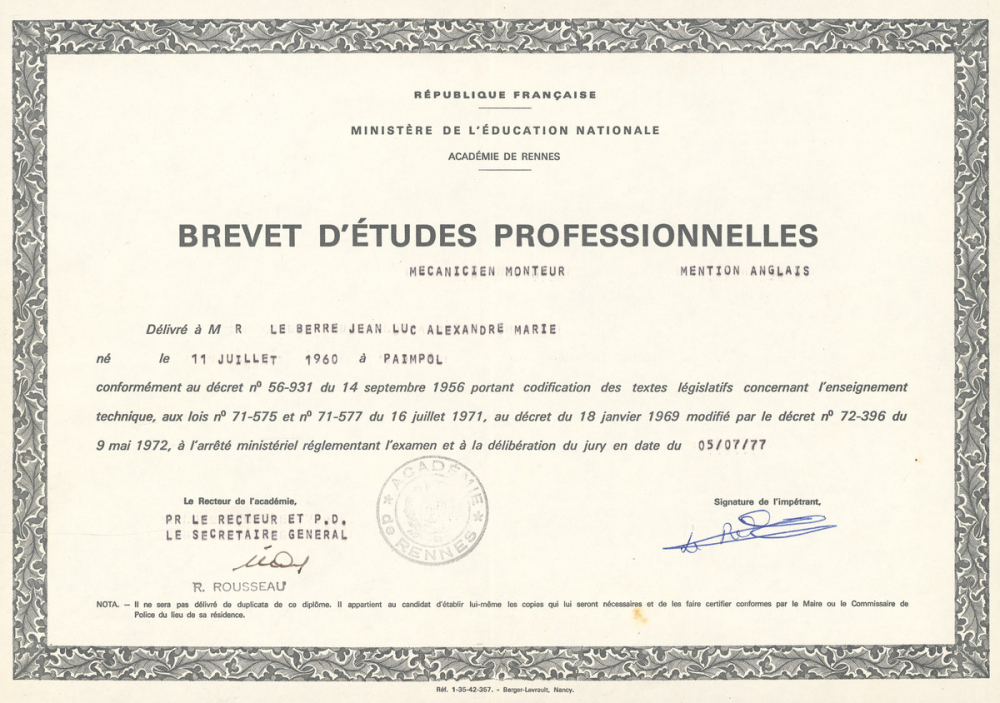 RÉPUBLIQUE FRANÇAISE
MINISTÈRE DE L'ÉDUCATION NATIONALE
ACADÉMIE DE RENNES
BREVET D'ÉTUDES PROFESSIONNELLES
MECANICIEN MONTEUR MENTION ANGLAIS
Délivré à M R LE BERRE JEAN LUC ALEXANDRE MARIE
né le 11 JUILLET 1960 à PAIMPOL
conformément au décret nº 56-931 du 14 septembre 1956 portant codification des textes législatifs concernant l'enseignement
technique, aux lois nº 71-575 et nº 71-577 du 16 juillet 1971, au décret du 18 janvier 1969 modifié par le décret nº 72-396 du
9 mai 1972, à l'arrêté ministériel réglementant l'examen et à la délibération du jury en date du 05/07/77
ACADÉMIE de RENNES
Le Recteur de l'académie, Signature de l'impétrant,
PR LE RECTEUR ET P.D.
LE SECRETAIRE GENERAL
R. ROUSSEAU
NOTA. — Il ne sera pas délivré de duplicata de ce diplôme. Il appartient au candidat d'établir lui-même les copies qui lui seront nécessaires et de les faire certifier conformes par le Maire ou le Commissaire de
Police du lieu de sa résidence.
Réf. 1-35-42-367. - Berger-Levrault, Nancy.